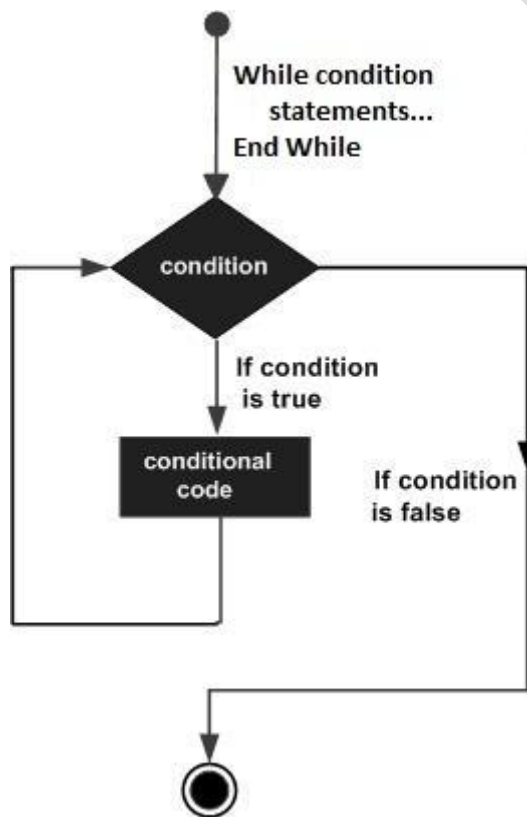 While condition
statements...
End While
condition
If condition
is true
conditional
code
If condition
is false